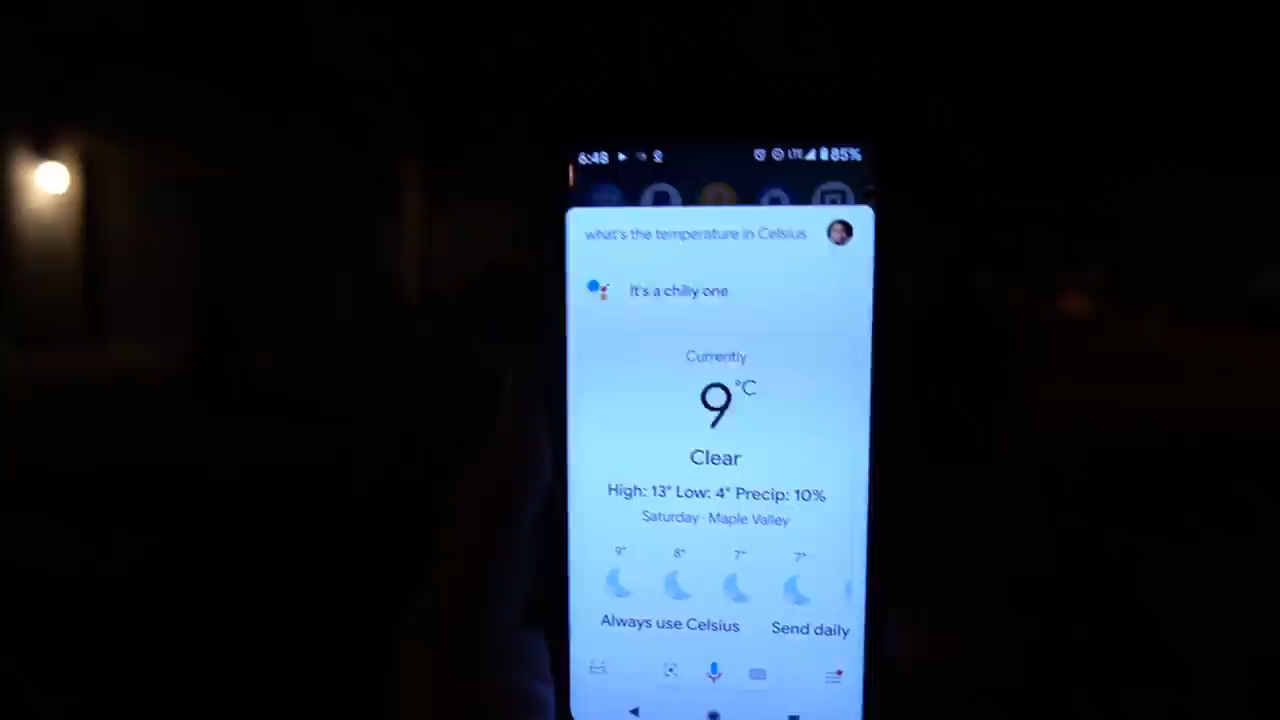 6:48 LTE 85%
what's the temperature in Celsius
It's a chilly one
Currently
9 °C
Clear
High: 13° Low: 4° Precip: 10%
Saturday · Maple Valley
9° 8° 7° 7°
Always use Celsius Send daily